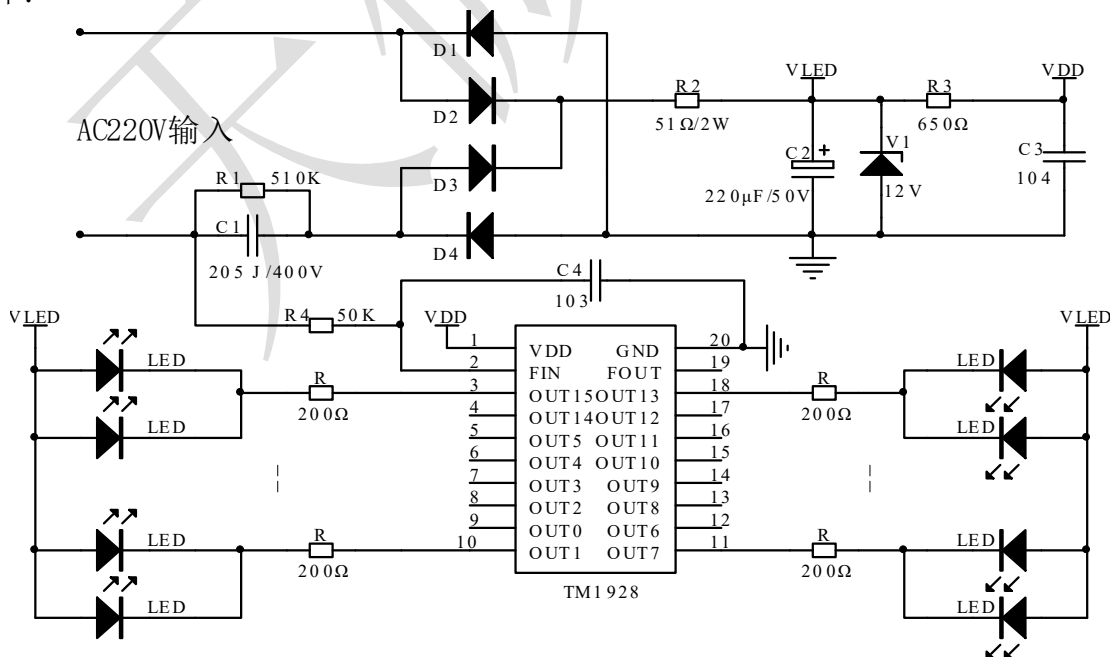 D1
D2
D3
D4
AC220V输入
R1 510K
C1
205 J/400V
R2
51Ω/2W
VLED
R3
650Ω
VDD
C2 +
220μF/50V
V1
12V
C3
104
C4
103
R4 50K
VDD
VLED
VLED
LED
LED
R
200Ω
LED
LED
R
200Ω
1 VDD
2 FIN
3 OUT15
4 OUT14
5 OUT5
6 OUT4
7 OUT3
8 OUT2
9 OUT0
10 OUT1
GND 20
FOUT 19
OUT13 18
OUT12 17
OUT11 16
OUT10 15
OUT9 14
OUT8 13
OUT6 12
OUT7 11
TM1928
R
200Ω
LED
LED
R
200Ω
LED
LED